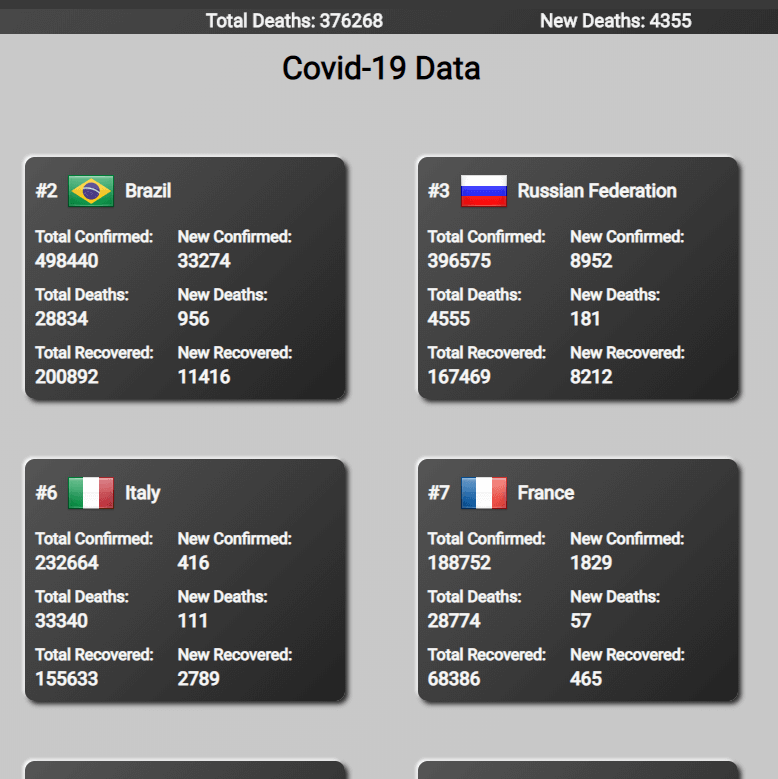 Total Deaths: 376268 New Deaths: 4355
Covid-19 Data
#2 Brazil
Total Confirmed: New Confirmed:
498440 33274
Total Deaths: New Deaths:
28834 956
Total Recovered: New Recovered:
200892 11416
#3 Russian Federation
Total Confirmed: New Confirmed:
396575 8952
Total Deaths: New Deaths:
4555 181
Total Recovered: New Recovered:
167469 8212
#6 Italy
Total Confirmed: New Confirmed:
232664 416
Total Deaths: New Deaths:
33340 111
Total Recovered: New Recovered:
155633 2789
#7 France
Total Confirmed: New Confirmed:
188752 1829
Total Deaths: New Deaths:
28774 57
Total Recovered: New Recovered:
68386 465